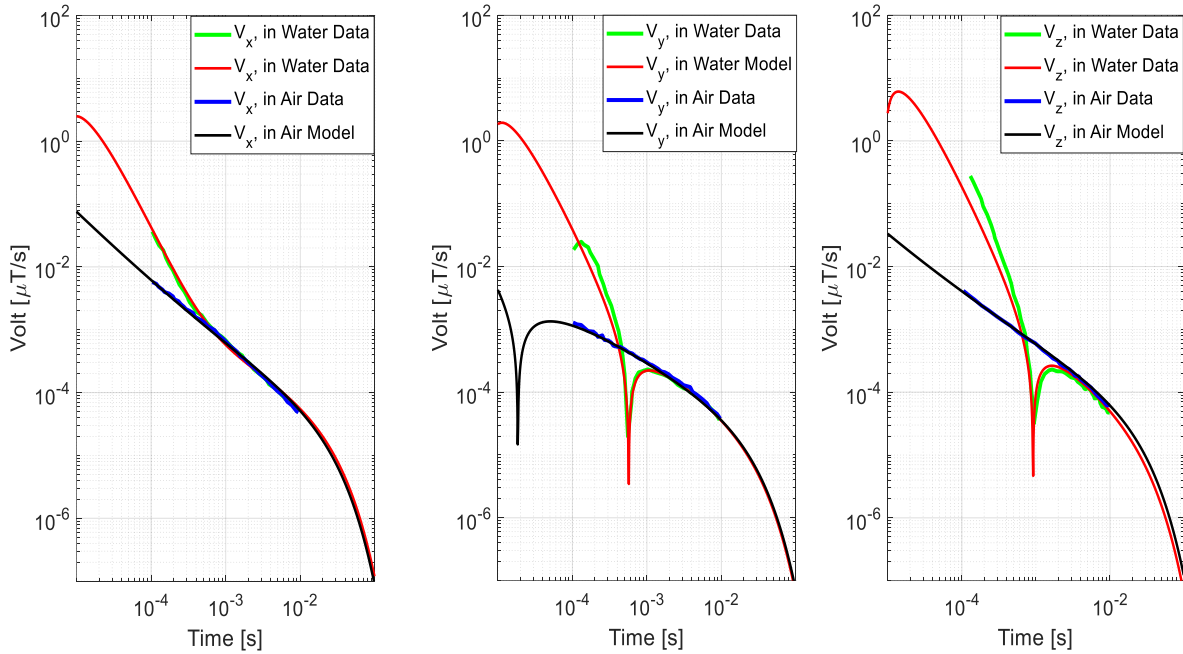 10^2
10^0
10^-2
10^-4
10^-6
Volt [μT/s]
10^-4
10^-3
10^-2
Time [s]
V_x, in Water Data
V_x, in Water Data
V_x, in Air Data
V_x, in Air Model
10^2
10^0
10^-2
10^-4
10^-6
Volt [μT/s]
10^-4
10^-3
10^-2
Time [s]
V_y, in Water Data
V_y, in Water Model
V_y, in Air Data
V_y, in Air Model
10^2
10^0
10^-2
10^-4
10^-6
Volt [μT/s]
10^-4
10^-2
Time [s]
V_z, in Water Data
V_z, in Water Data
V_z, in Air Data
V_z, in Air Model